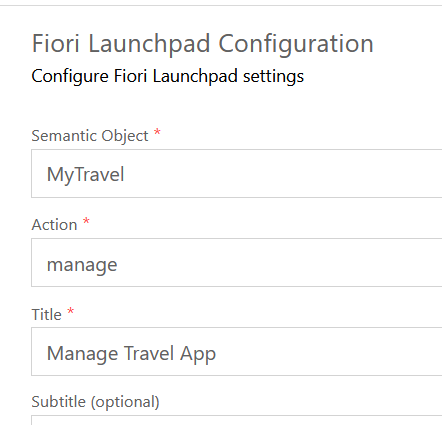 Fiori Launchpad Configuration
Configure Fiori Launchpad settings
Semantic Object *
MyTravel
Action *
manage
Title *
Manage Travel App
Subtitle (optional)